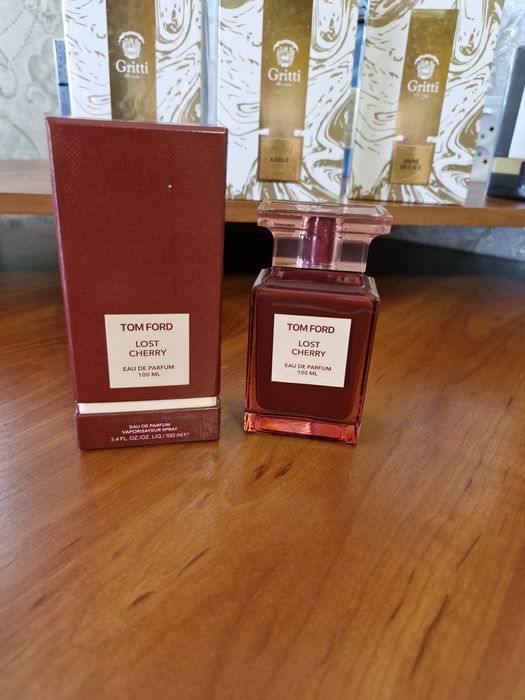 Gritti
Gritti
Gritti
ADÈLE
TOM FORD
LOST
CHERRY
EAU DE PARFUM
100 ML
EAU DE PARFUM
VAPORISAYEUR SPRAY
3.4 FL. OZ./OZ. LIQ./ 100 ml ℮
TOM FORD
LOST
CHERRY
EAU DE PARFUM
100 ML